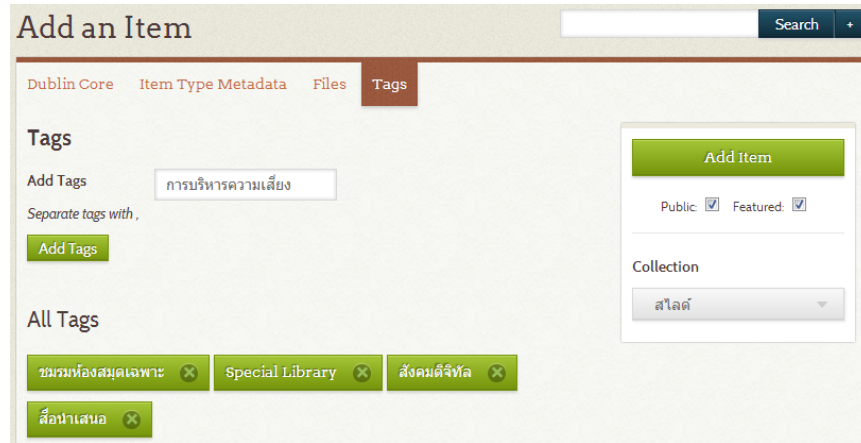 Add an Item
Search +
Dublin Core Item Type Metadata Files Tags
Tags
Add Tags การบริหารความเสี่ยง
Separate tags with ,
Add Tags
Add Item
Public: Featured:
Collection
สไลด์
All Tags
ชมรมห้องสมุดเฉพาะ Special Library สังคมดิจิทัล
สื่อนำเสนอ